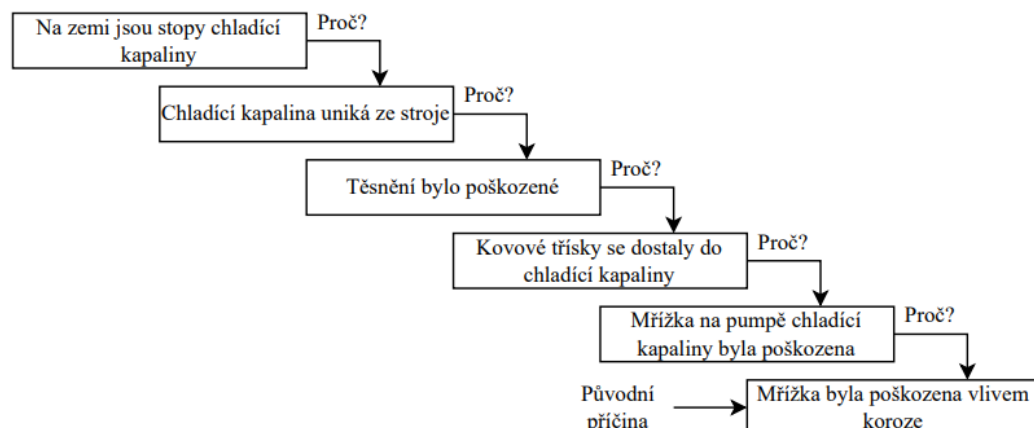 Na zemi jsou stopy chladící
kapaliny
Proč?
Chladící kapalina uniká ze stroje
Proč?
Těsnění bylo poškozené
Proč?
Kovové třísky se dostaly do
chladící kapaliny
Proč?
Mřížka na pumpě chladící
kapaliny byla poškozena
Proč?
Původní
příčina
Mřížka byla poškozena vlivem
koroze